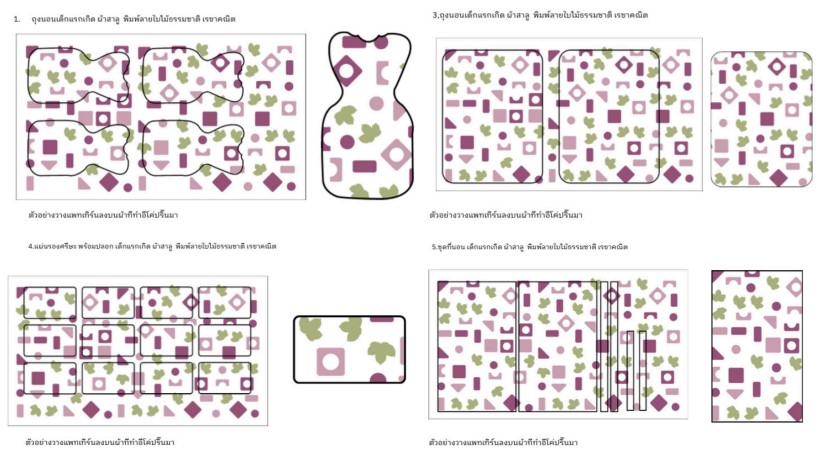 1. ถุงนอนเด็กแรกเกิด ผ้าสาลู พิมพ์ลายใบไม้ธรรมชาติ เรขาคณิต
ตัวอย่างวางแพทเทิร์นลงบนผ้าที่ทำอีโค่ปริ้นมา
3,ถุงนอนเด็กแรกเกิด ผ้าสาลู พิมพ์ลายใบไม้ธรรมชาติ เรขาคณิต
ตัวอย่างวางแพทเทิร์นลงบนผ้าที่ทำอีโค่ปริ้นมา
4.แผ่นรองศรีษะ พร้อมปลอก เด็กแรกเกิด ผ้าสาลู พิมพ์ลายใบไม้ธรรมชาติ เรขาคณิต
ตัวอย่างวางแพทเทิร์นลงบนผ้าที่ทำอีโค่ปริ้นมา
5.ชุดที่นอน เด็กแรกเกิด ผ้าสาลู พิมพ์ลายใบไม้ธรรมชาติ เรขาคณิต
ตัวอย่างวางแพทเทิร์นลงบนผ้าที่ทำอีโค่ปริ้นมา